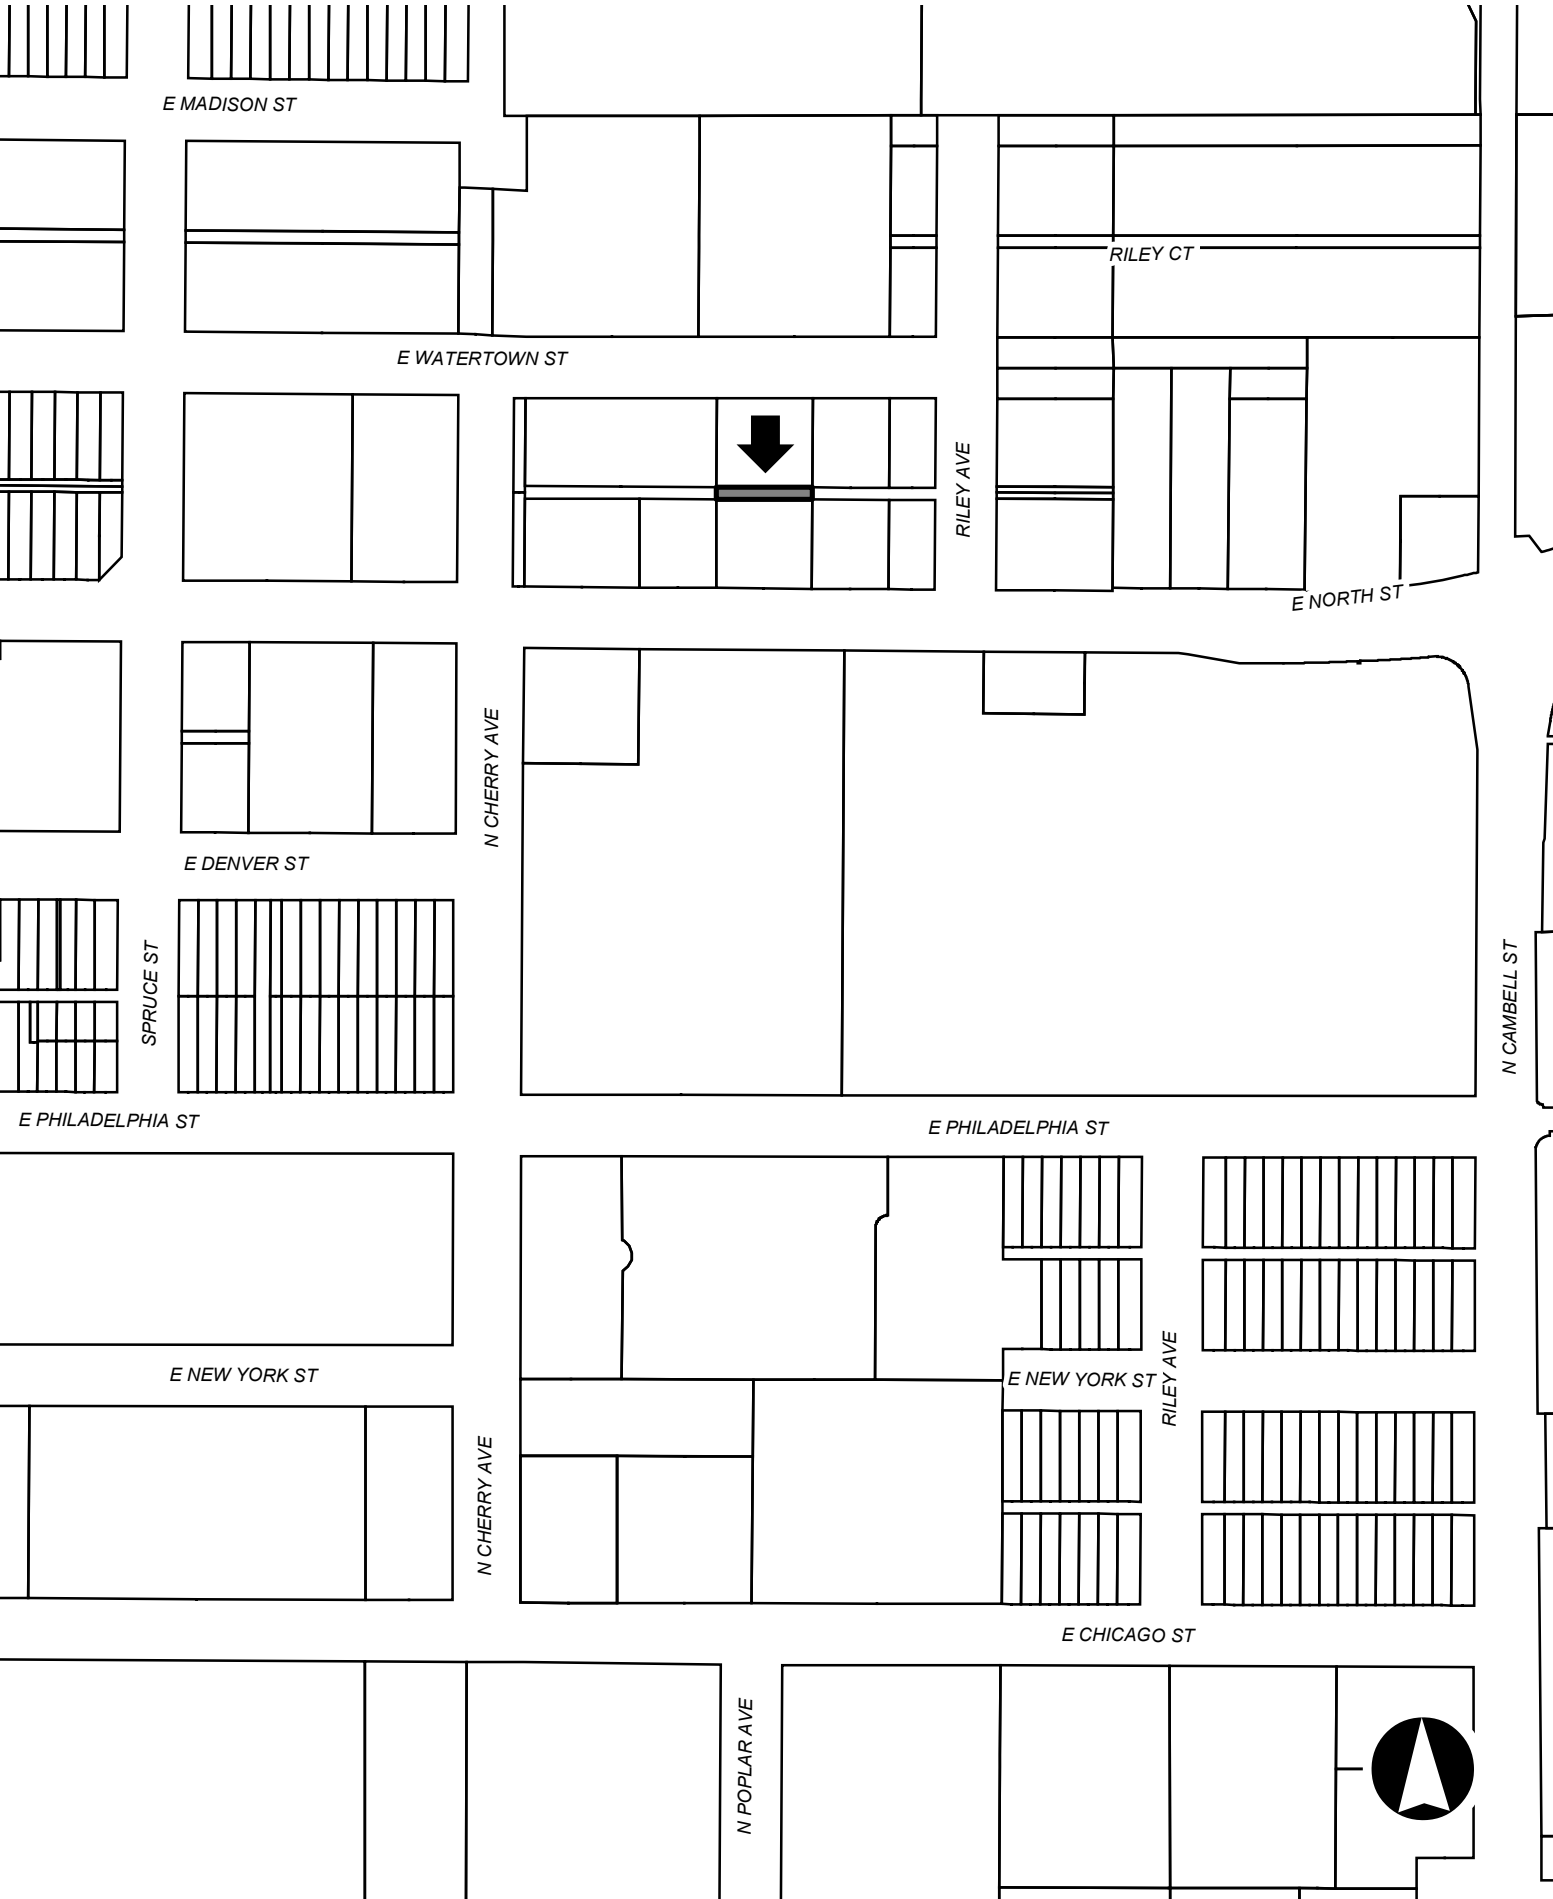 E MADISON ST
RILEY CT
E WATERTOWN ST
RILEY AVE
E NORTH ST
N CHERRY AVE
E DENVER ST
SPRUCE ST
N CAMBELL ST
E PHILADELPHIA ST
E PHILADELPHIA ST
E NEW YORK ST
E NEW YORK ST
RILEY AVE
N CHERRY AVE
E CHICAGO ST
N POPLAR AVE